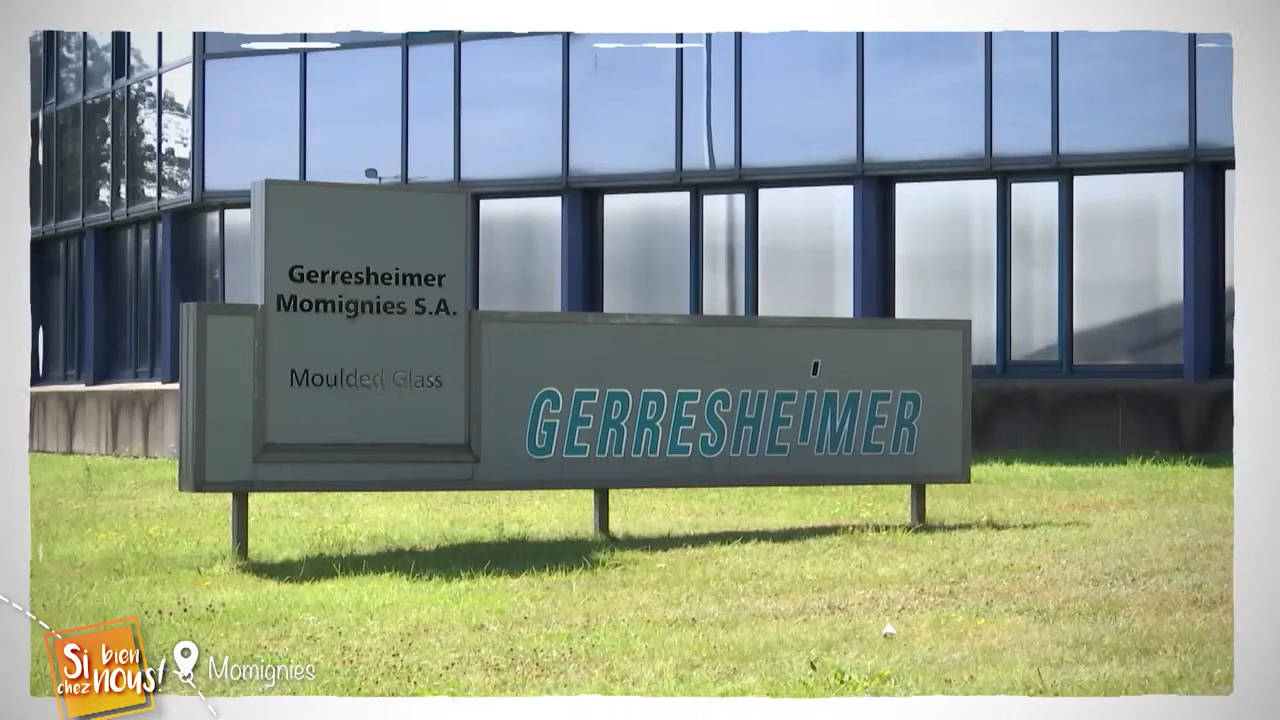 Gerresheimer
Momignies S.A.
Moulded Glass
GERRESHEIMER
Si bien
chez nous!
Momignies